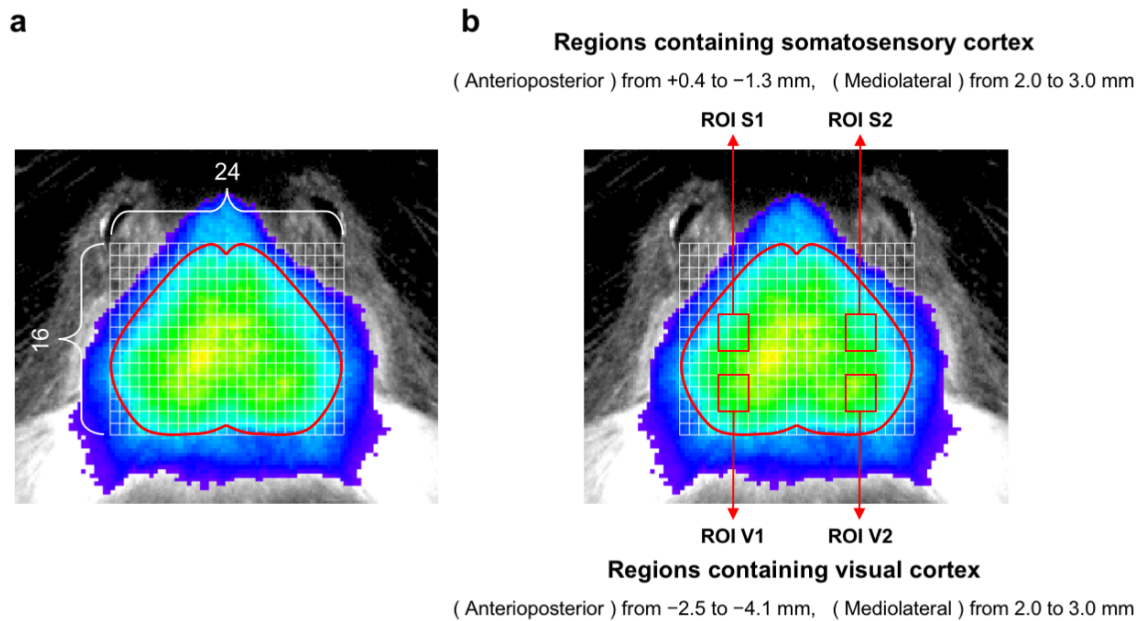 a
b
Regions containing somatosensory cortex
( Anterioposterior ) from +0.4 to −1.3 mm, ( Mediolateral ) from 2.0 to 3.0 mm
ROI S1
ROI S2
24
16
ROI V1
ROI V2
Regions containing visual cortex
( Anterioposterior ) from −2.5 to −4.1 mm, ( Mediolateral ) from 2.0 to 3.0 mm